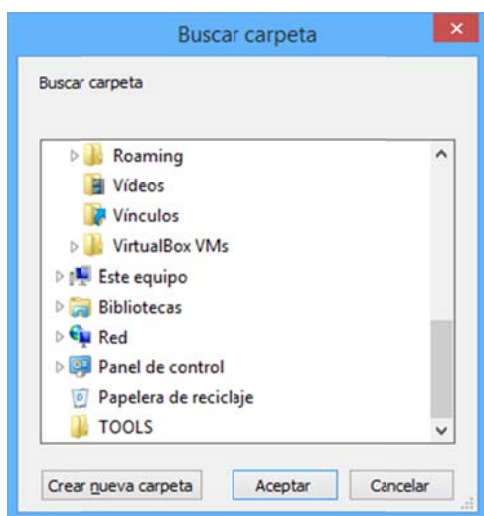 Buscar carpeta
Buscar carpeta
Roaming
Vídeos
Vínculos
VirtualBox VMs
Este equipo
Bibliotecas
Red
Panel de control
Papelera de reciclaje
TOOLS
Crear nueva carpeta
Aceptar
Cancelar